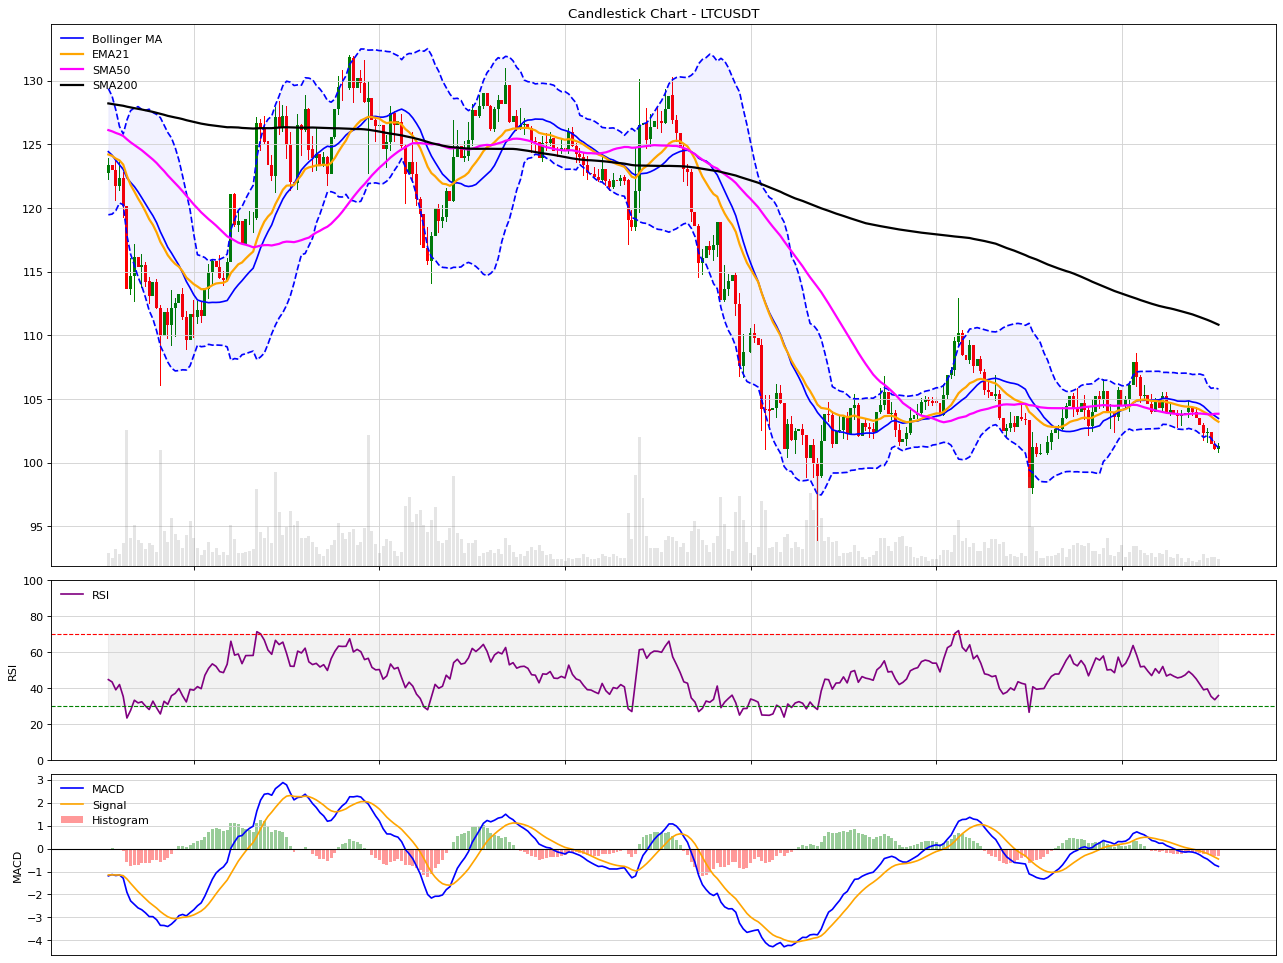 Candlestick Chart - LTCUSDT
Bollinger MA
EMA21
SMA50
SMA200
130
125
120
115
110
105
100
95
100
80
60
40
20
0
RSI
RSI
3
2
1
0
−1
−2
−3
−4
MACD
MACD
Signal
Histogram